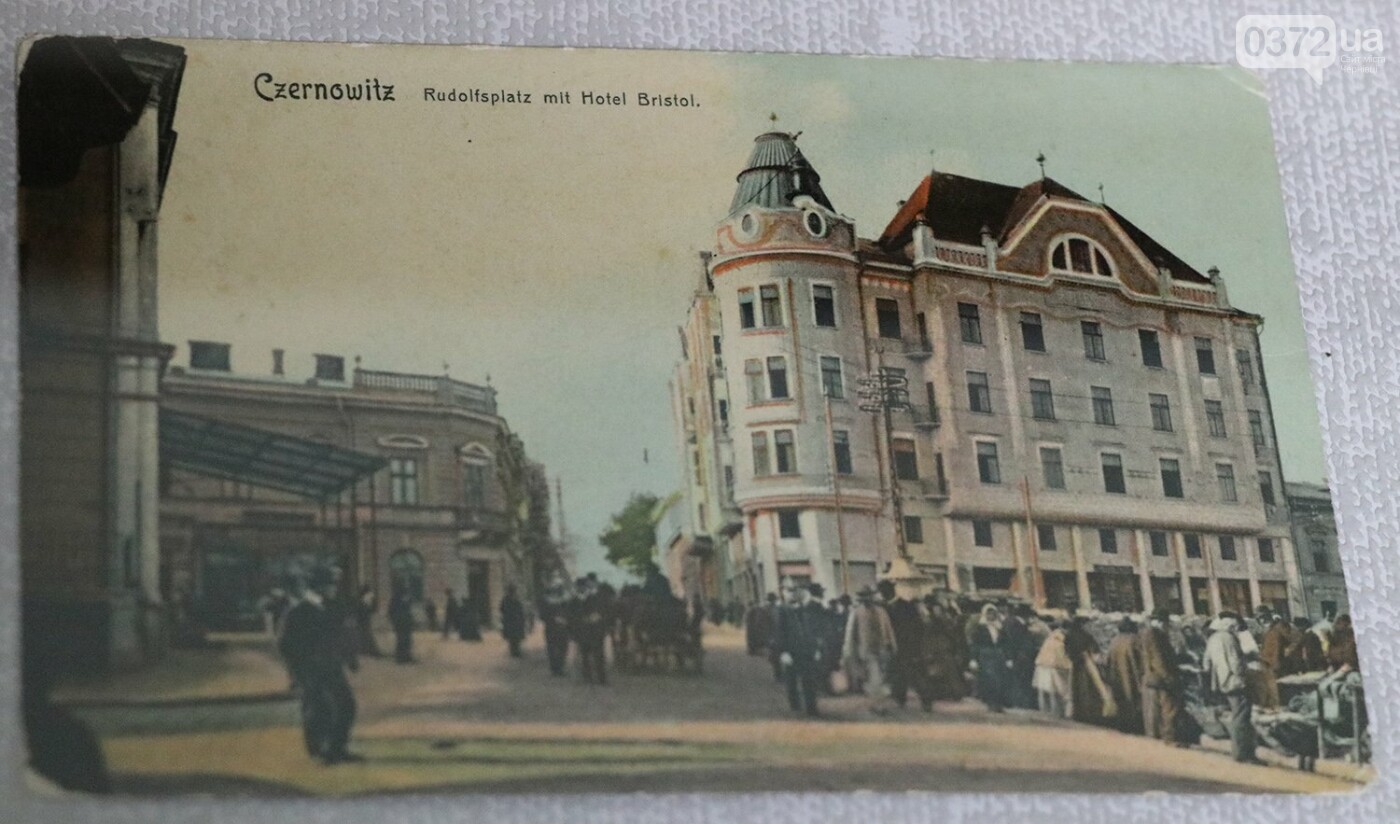 Czernowitz Rudolfsplatz mit Hotel Bristol.
0372 ua